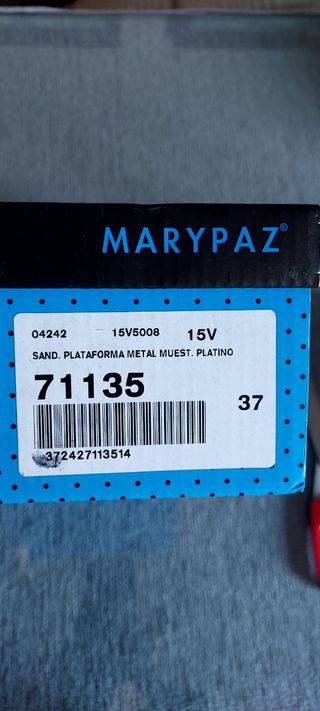 MARYPAZ®
04242 15V5008 15V
SAND. PLATAFORMA METAL MUEST. PLATINO
71135
37
372427113514